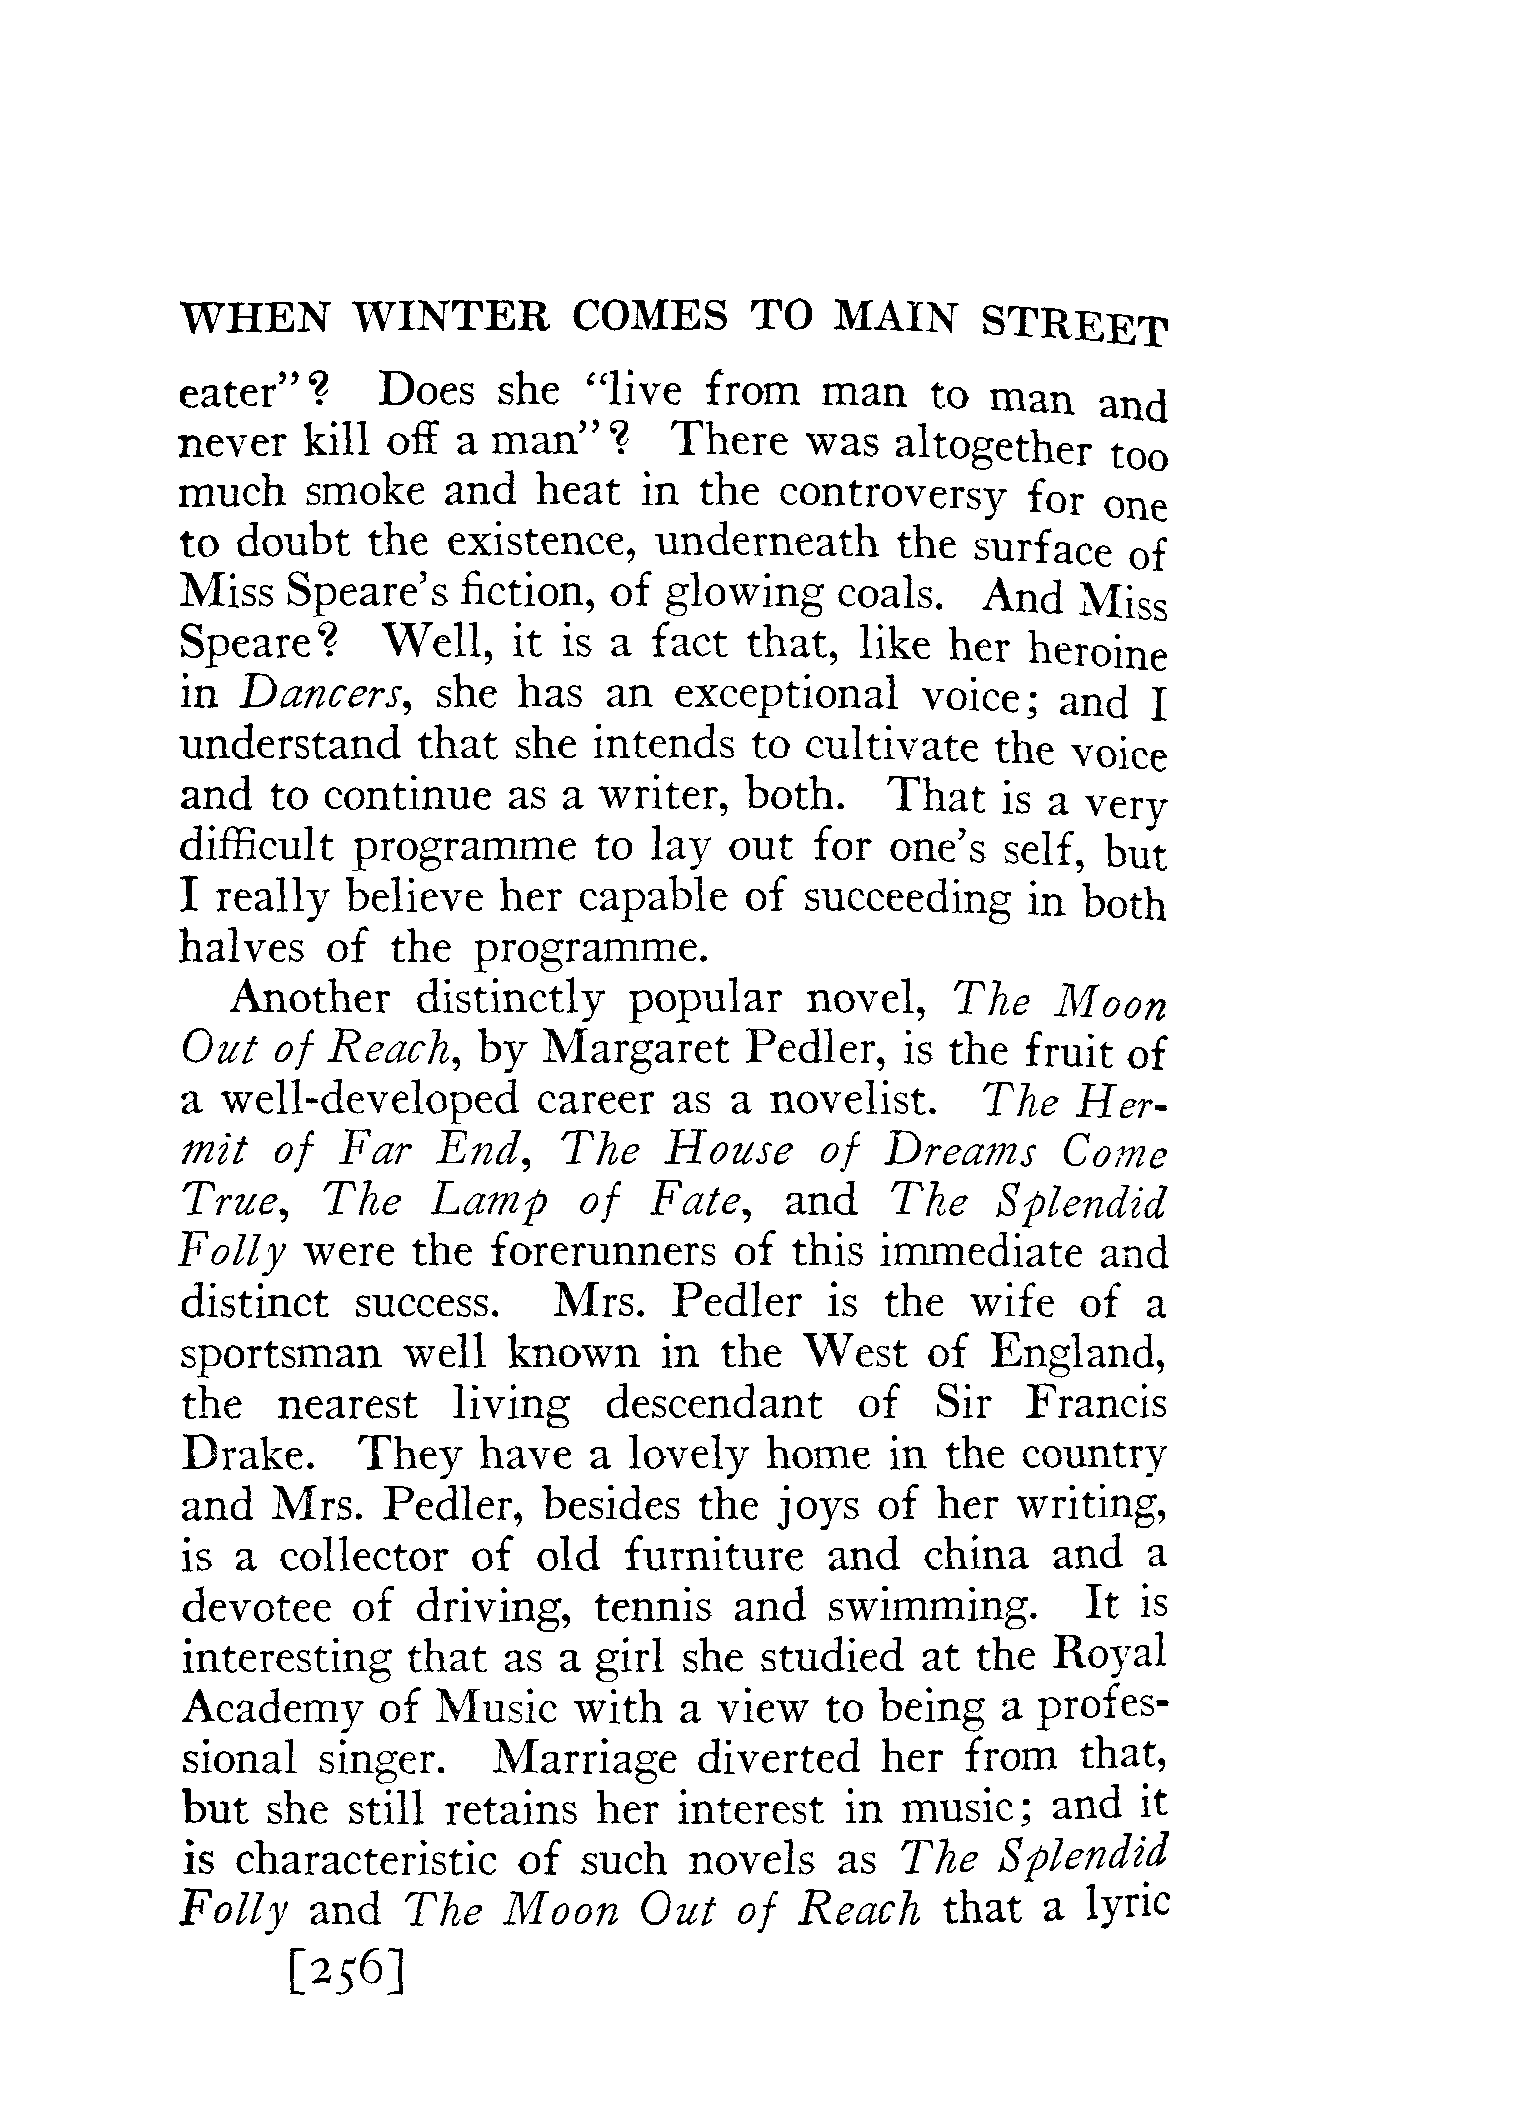 WHEN WINTER COMES TO MAIN STREET
eater"? Does she "live from man to man and
never kill off a man"? There was altogether too
much smoke and heat in the controversy for one
to doubt the existence, underneath the surface of
Miss Speare's fiction, of glowing coals. And Miss
Speare? Well, it is a fact that, like her heroine
in Dancers, she has an exceptional voice; and I
understand that she intends to cultivate the voice
and to continue as a writer, both. That is a very
difficult programme to lay out for one's self, but
I really believe her capable of succeeding in both
halves of the programme.
Another distinctly popular novel, The Moon
Out of Reach, by Margaret Pedler, is the fruit of
a well-developed career as a novelist. The Her-
mit of Far End, The House of Dreams Come
True, The Lamp of Fate, and The Splendid
Folly were the forerunners of this immediate and
distinct success. Mrs. Pedler is the wife of a
sportsman well known in the West of England,
the nearest living descendant of Sir Francis
Drake. They have a lovely home in the country
and Mrs. Pedler, besides the joys of her writing,
is a collector of old furniture and china and a
devotee of driving, tennis and swimming. It is
interesting that as a girl she studied at the Royal
Academy of Music with a view to being a profes-
sional singer. Marriage diverted her from that,
but she still retains her interest in music; and it
is characteristic of such novels as The Splendid
Folly and The Moon Out of Reach that a lyric
[256]